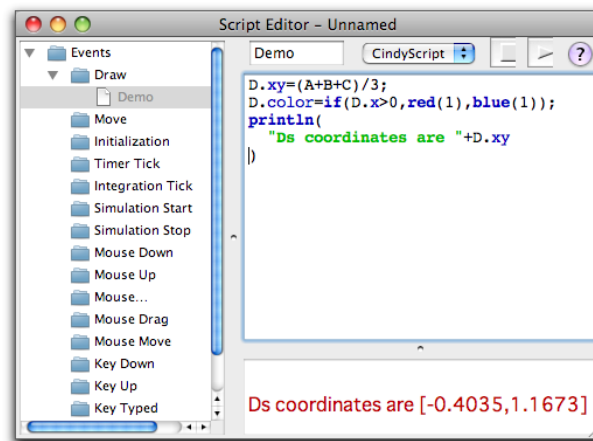 Script Editor – Unnamed
Events
Draw
Demo
Move
Initialization
Timer Tick
Integration Tick
Simulation Start
Simulation Stop
Mouse Down
Mouse Up
Mouse...
Mouse Drag
Mouse Move
Key Down
Key Up
Key Typed
Demo CindyScript ?
D.xy=(A+B+C)/3;
D.color=if(D.x>0,red(1),blue(1));
println(
"Ds coordinates are "+D.xy
)
Ds coordinates are [-0.4035,1.1673]